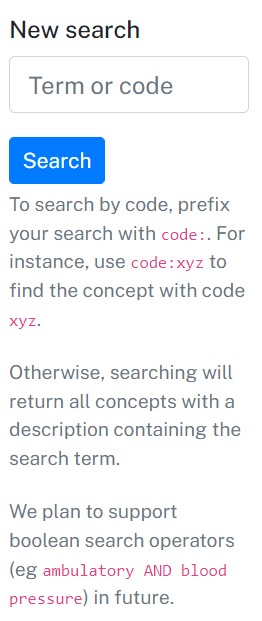 New search
Term or code
Search
To search by code, prefix
your search with code:. For
instance, use code:xyz to
find the concept with code
xyz.
Otherwise, searching will
return all concepts with a
description containing the
search term.
We plan to support
boolean search operators
(eg ambulatory AND blood
pressure) in future.